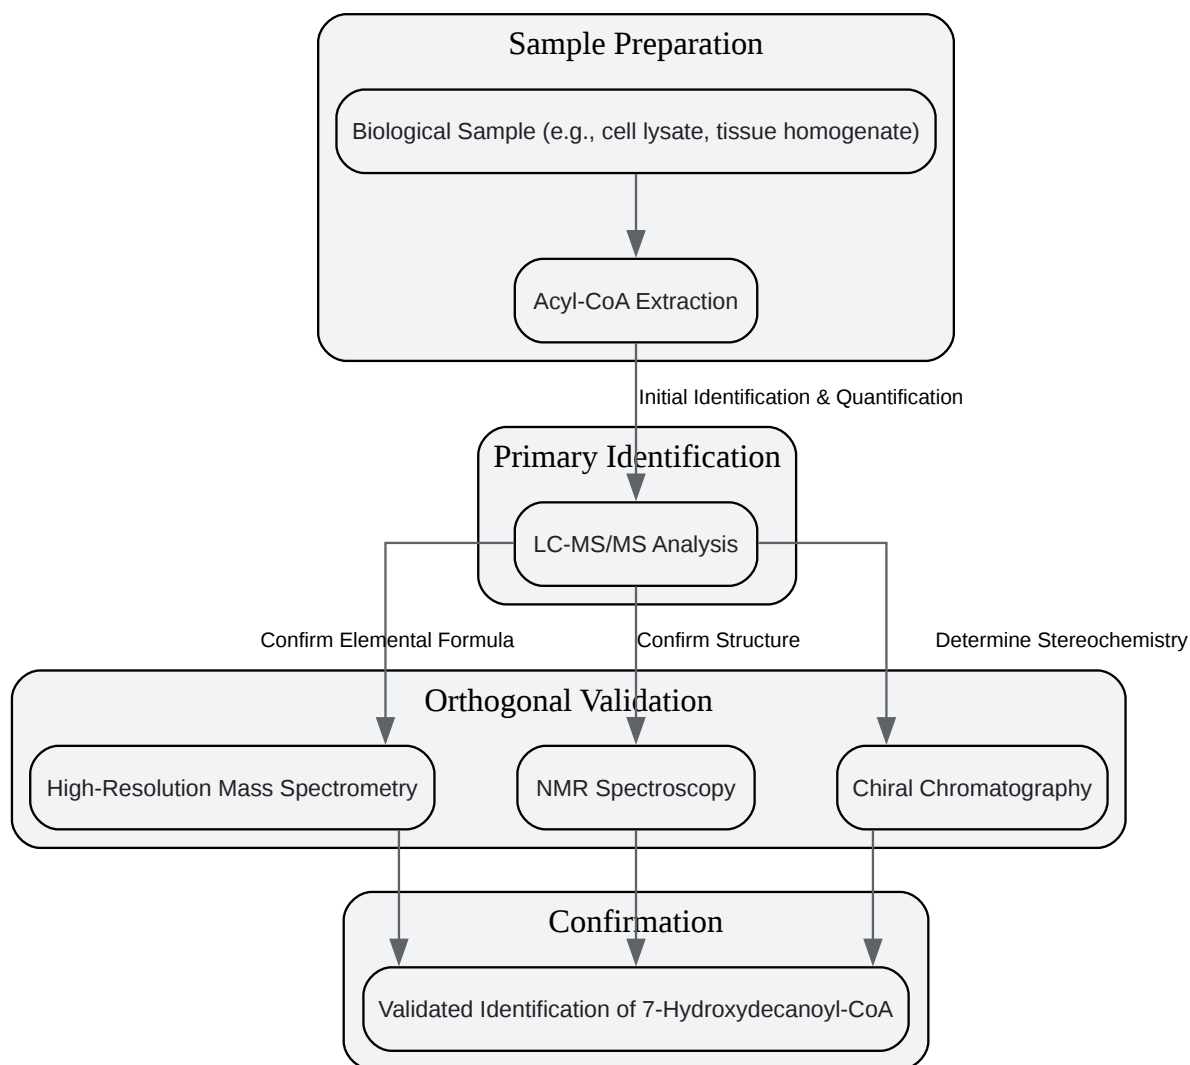 Sample Preparation
Biological Sample (e.g., cell lysate, tissue homogenate)
Acyl-CoA Extraction
Initial Identification & Quantification
Primary Identification
LC-MS/MS Analysis
Confirm Elemental Formula
Confirm Structure
Determine Stereochemistry
Orthogonal Validation
High-Resolution Mass Spectrometry
NMR Spectroscopy
Chiral Chromatography
Confirmation
Validated Identification of 7-Hydroxydecanoyl-CoA